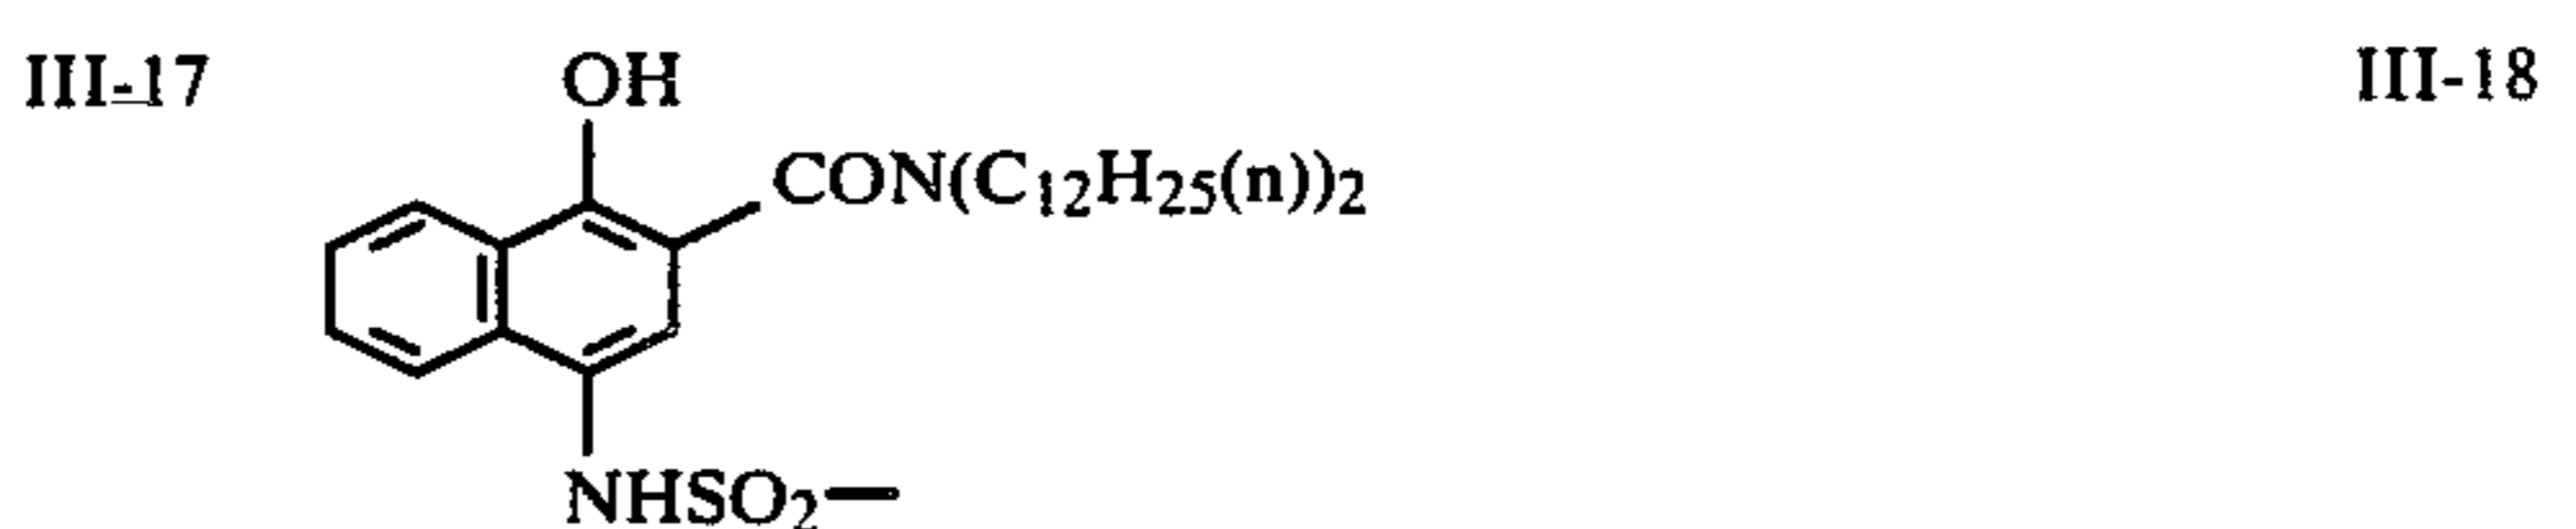 III-17 OH III-18
CON(C12H25(n))2
NHSO2—